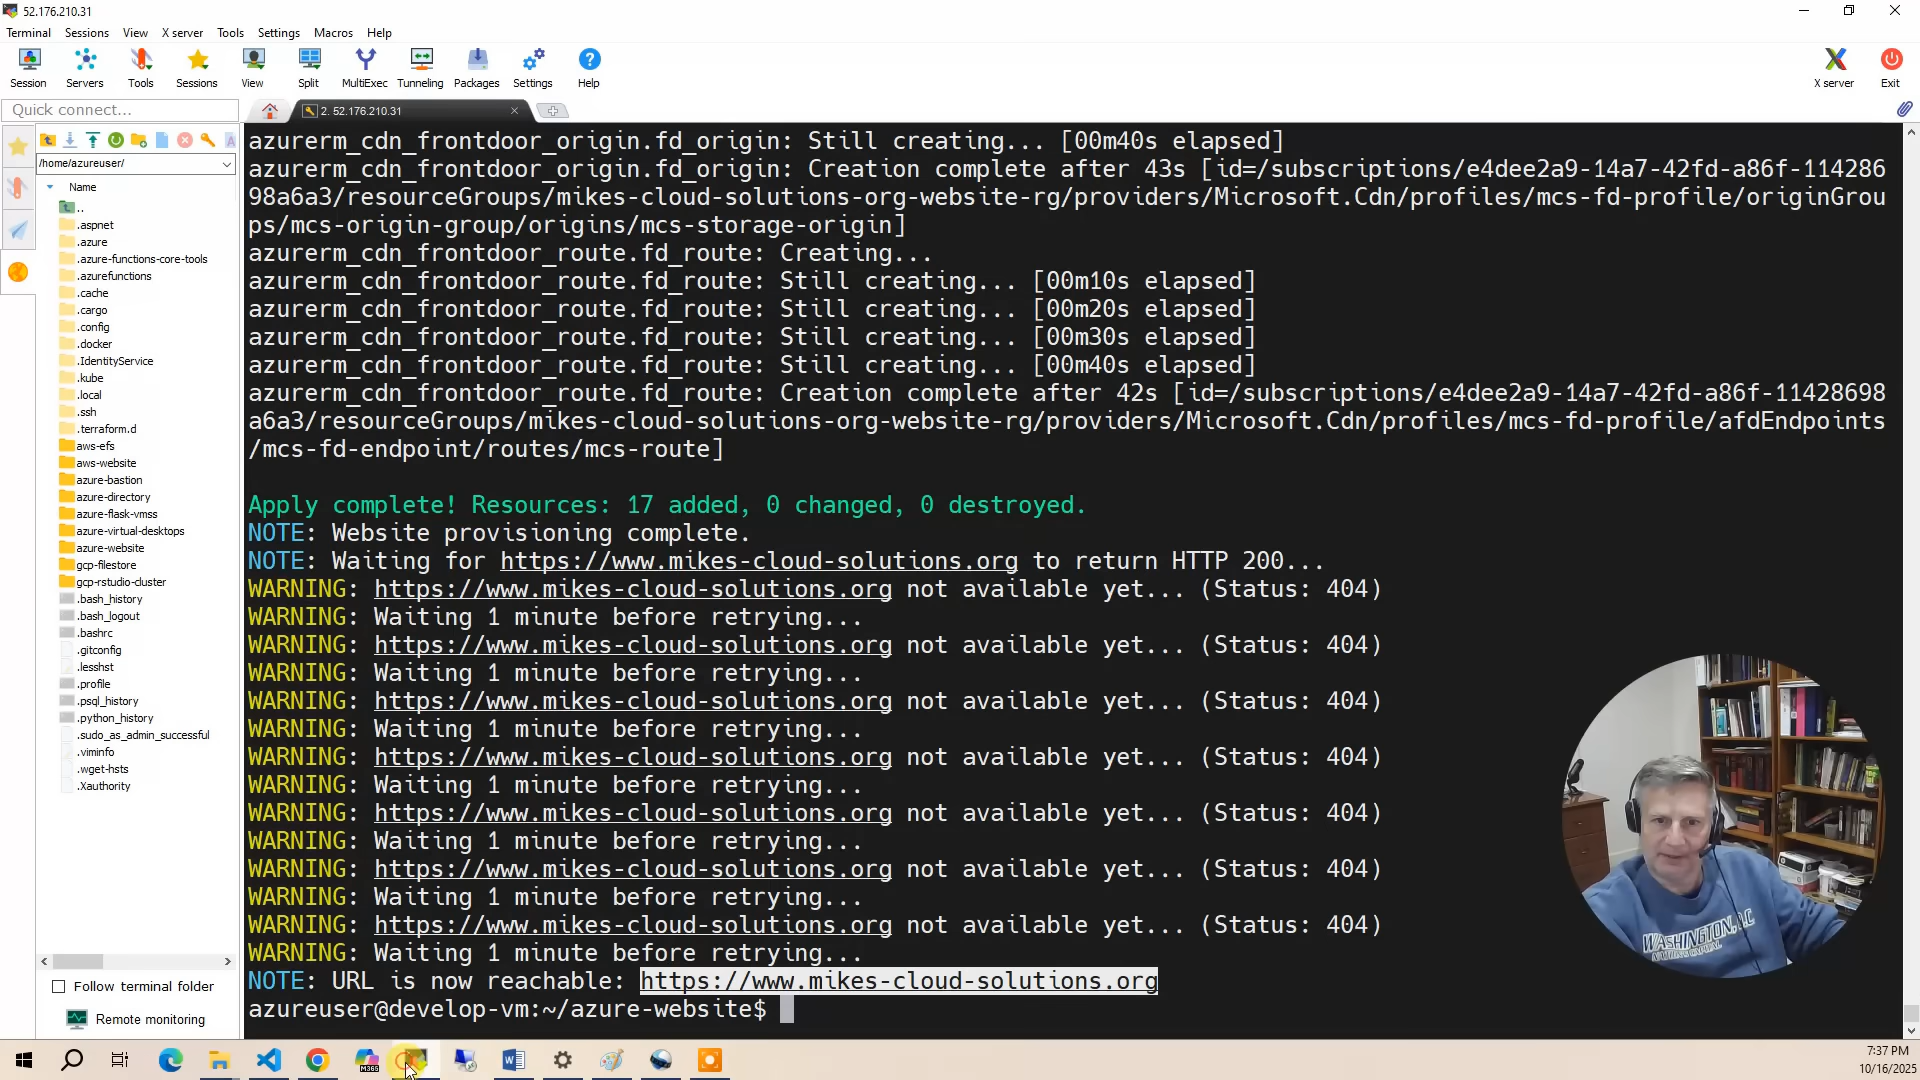 52.176.210.31
Terminal Sessions View X server Tools Settings Macros Help
Session Servers Tools Sessions View Split MultiExec Tunneling Packages Settings Help X server Exit
Quick connect...
2. 52.176.210.31
/home/azureuser/
Name
..
.aspnet
.azure
.azure-functions-core-tools
.azurefunctions
.cache
.cargo
.config
.docker
.IdentityService
.kube
.local
.ssh
.terraform.d
aws-efs
aws-website
azure-bastion
azure-directory
azure-flask-vmss
azure-virtual-desktops
azure-website
gcp-filestore
gcp-rstudio-cluster
.bash_history
.bash_logout
.bashrc
.gitconfig
.lesshst
.profile
.psql_history
.python_history
.sudo_as_admin_successful
.viminfo
.wget-hsts
.Xauthority
Follow terminal folder
Remote monitoring
azurerm_cdn_frontdoor_origin.fd_origin: Still creating... [00m40s elapsed]
azurerm_cdn_frontdoor_origin.fd_origin: Creation complete after 43s [id=/subscriptions/e4dee2a9-14a7-42fd-a86f-114286
98a6a3/resourceGroups/mikes-cloud-solutions-org-website-rg/providers/Microsoft.Cdn/profiles/mcs-fd-profile/originGrou
ps/mcs-origin-group/origins/mcs-storage-origin]
azurerm_cdn_frontdoor_route.fd_route: Creating...
azurerm_cdn_frontdoor_route.fd_route: Still creating... [00m10s elapsed]
azurerm_cdn_frontdoor_route.fd_route: Still creating... [00m20s elapsed]
azurerm_cdn_frontdoor_route.fd_route: Still creating... [00m30s elapsed]
azurerm_cdn_frontdoor_route.fd_route: Still creating... [00m40s elapsed]
azurerm_cdn_frontdoor_route.fd_route: Creation complete after 42s [id=/subscriptions/e4dee2a9-14a7-42fd-a86f-11428698
a6a3/resourceGroups/mikes-cloud-solutions-org-website-rg/providers/Microsoft.Cdn/profiles/mcs-fd-profile/afdEndpoints
/mcs-fd-endpoint/routes/mcs-route]
Apply complete! Resources: 17 added, 0 changed, 0 destroyed.
NOTE: Website provisioning complete.
NOTE: Waiting for https://www.mikes-cloud-solutions.org to return HTTP 200...
WARNING: https://www.mikes-cloud-solutions.org not available yet... (Status: 404)
WARNING: Waiting 1 minute before retrying...
WARNING: https://www.mikes-cloud-solutions.org not available yet... (Status: 404)
WARNING: Waiting 1 minute before retrying...
WARNING: https://www.mikes-cloud-solutions.org not available yet... (Status: 404)
WARNING: Waiting 1 minute before retrying...
WARNING: https://www.mikes-cloud-solutions.org not available yet... (Status: 404)
WARNING: Waiting 1 minute before retrying...
WARNING: https://www.mikes-cloud-solutions.org not available yet... (Status: 404)
WARNING: Waiting 1 minute before retrying...
WARNING: https://www.mikes-cloud-solutions.org not available yet... (Status: 404)
WARNING: Waiting 1 minute before retrying...
WARNING: https://www.mikes-cloud-solutions.org not available yet... (Status: 404)
WARNING: Waiting 1 minute before retrying...
NOTE: URL is now reachable: https://www.mikes-cloud-solutions.org
azureuser@develop-vm:~/azure-website$
WASHINGTON, D.C
NATION'S CAPITAL
M365
7:37 PM
10/16/2025